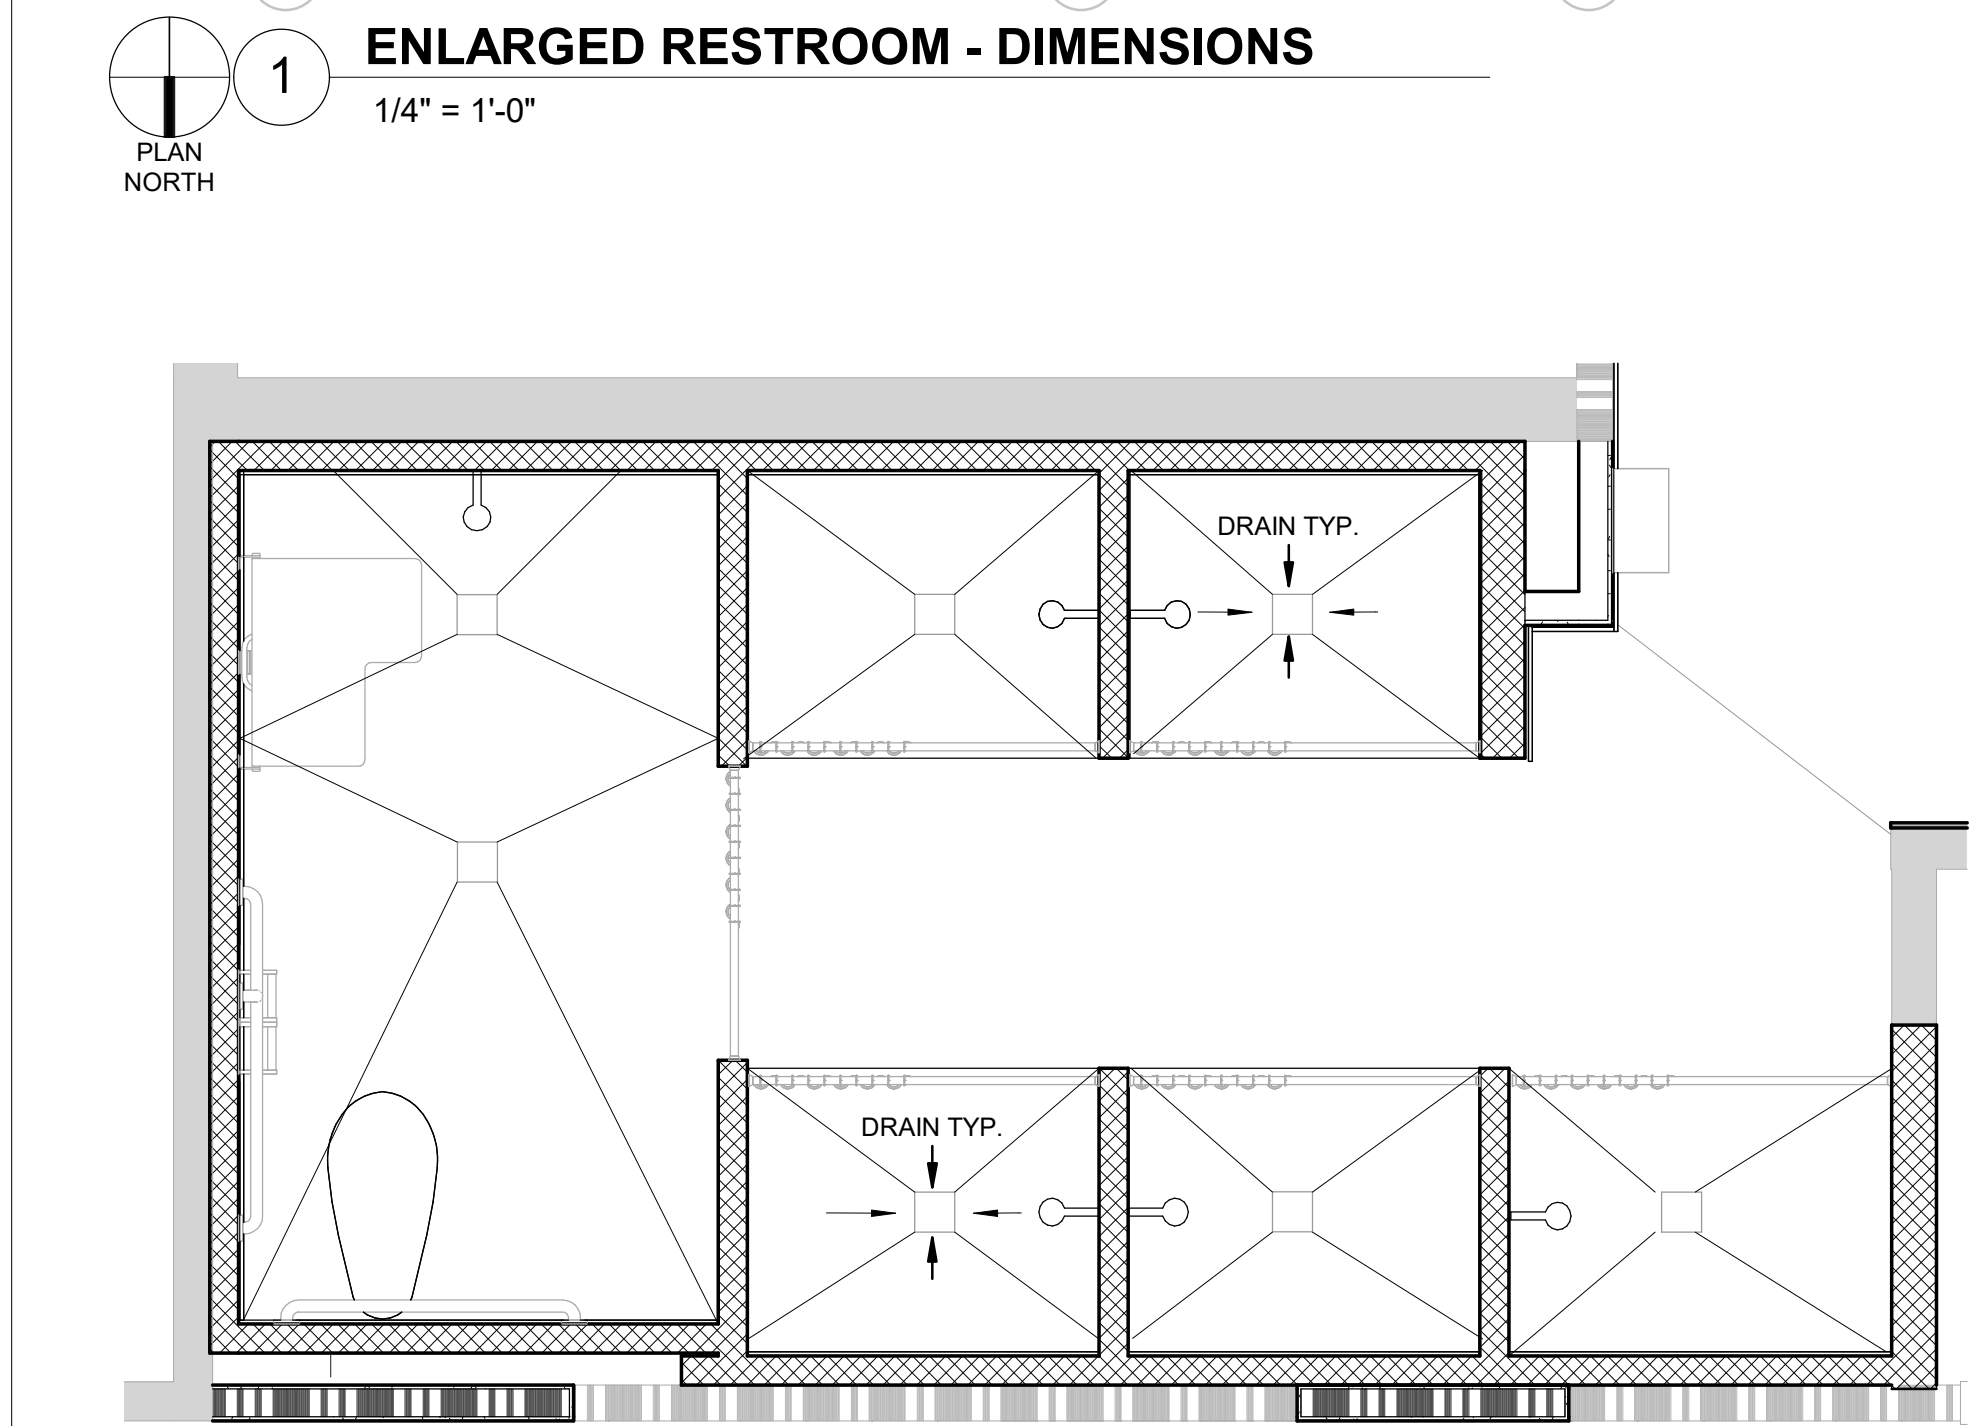 1
ENLARGED RESTROOM - DIMENSIONS
1/4" = 1'-0"
PLAN
NORTH
DRAIN TYP.
DRAIN TYP.